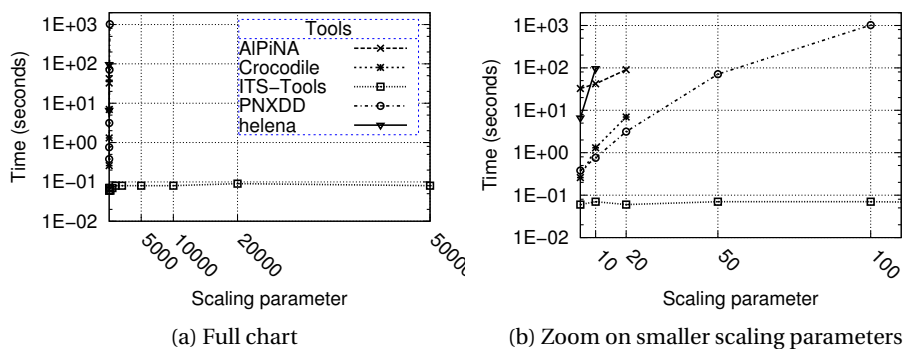 1E+03
1E+02
1E+01
1E+00
1E−01
1E−02
Time (seconds)
Tools
AlPiNA
Crocodile
ITS−Tools
PNXDD
helena
5000
10000
20000
50000
Scaling parameter
(a) Full chart
1E+03
1E+02
1E+01
1E+00
1E−01
1E−02
Time (seconds)
10
20
50
100
Scaling parameter
(b) Zoom on smaller scaling parameters